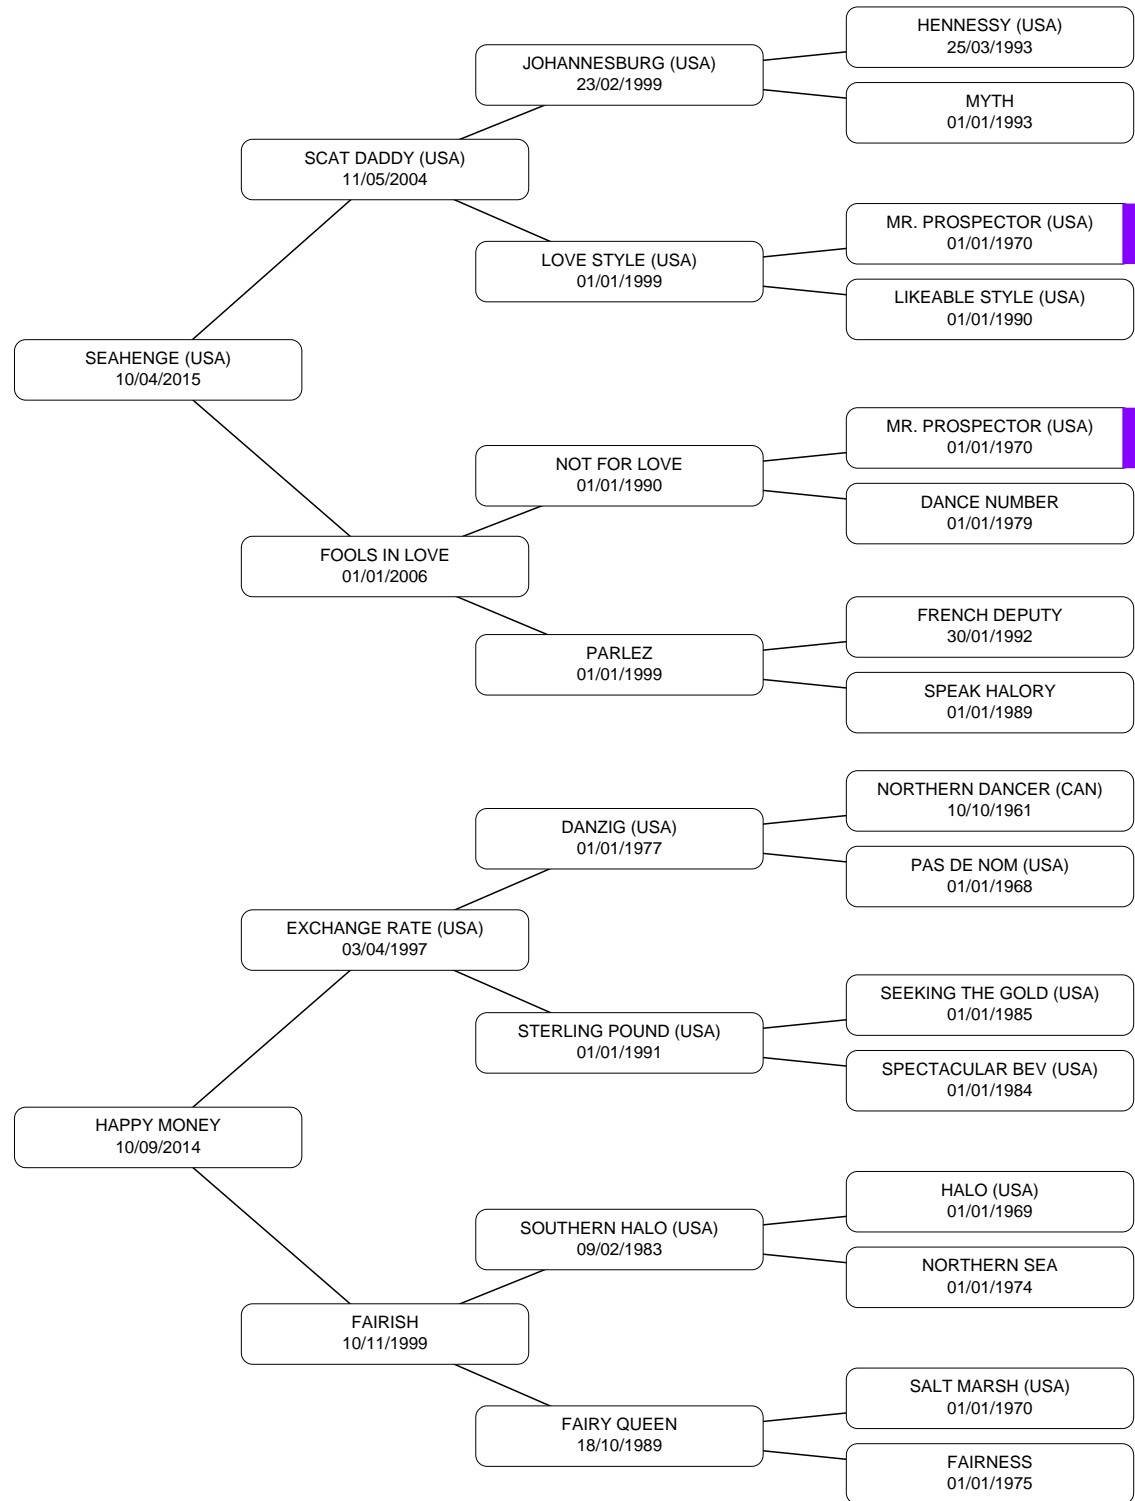 HENNESSY (USA)
25/03/1993
JOHANNESBURG (USA)
23/02/1999
MYTH
01/01/1993
SCAT DADDY (USA)
11/05/2004
MR. PROSPECTOR (USA)
01/01/1970
LOVE STYLE (USA)
01/01/1999
LIKEABLE STYLE (USA)
01/01/1990
SEAHENGE (USA)
10/04/2015
MR. PROSPECTOR (USA)
01/01/1970
NOT FOR LOVE
01/01/1990
DANCE NUMBER
01/01/1979
FOOLS IN LOVE
01/01/2006
FRENCH DEPUTY
30/01/1992
PARLEZ
01/01/1999
SPEAK HALORY
01/01/1989
NORTHERN DANCER (CAN)
10/10/1961
DANZIG (USA)
01/01/1977
PAS DE NOM (USA)
01/01/1968
EXCHANGE RATE (USA)
03/04/1997
SEEKING THE GOLD (USA)
01/01/1985
STERLING POUND (USA)
01/01/1991
SPECTACULAR BEV (USA)
01/01/1984
HAPPY MONEY
10/09/2014
HALO (USA)
01/01/1969
SOUTHERN HALO (USA)
09/02/1983
NORTHERN SEA
01/01/1974
FAIRISH
10/11/1999
SALT MARSH (USA)
01/01/1970
FAIRY QUEEN
18/10/1989
FAIRNESS
01/01/1975